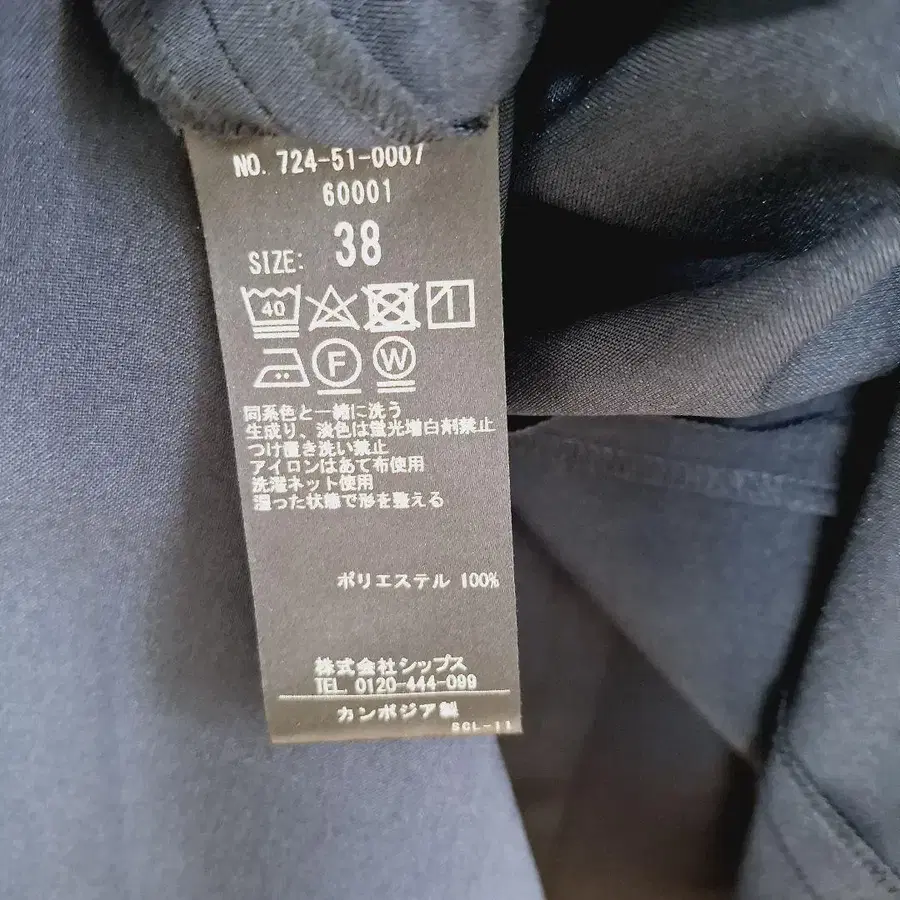 NO. 724-51-0007
60001
SIZE: 38
40
F W
同系色と一緒に洗う
生成り、淡色は蛍光増白剤禁止
つけ置き洗い禁止
アイロンはあて布使用
洗濯ネット使用
湿った状態で形を整える
ポリエステル 100%
株式会社シップス
TEL. 0120-444-099
カンボジア製
SCL-11